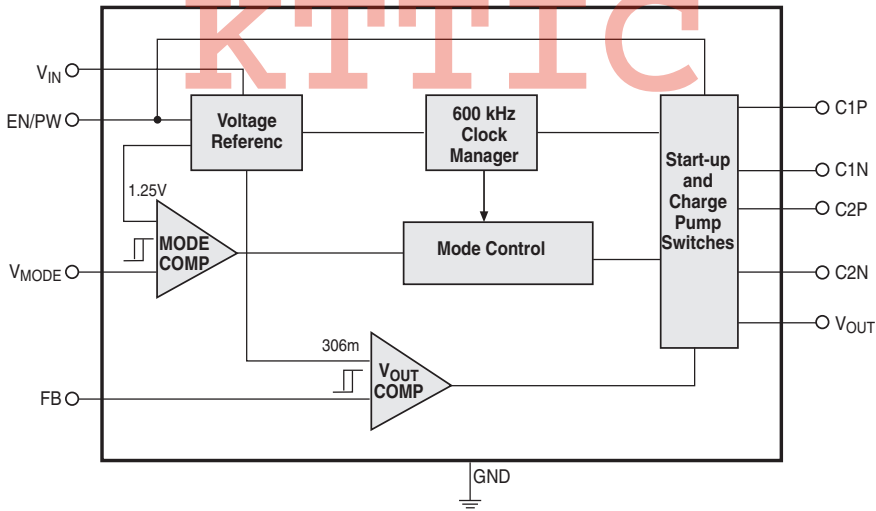 KTTIC
VIN
EN/PW
VMODE
FB
Voltage
Referenc
600 kHz
Clock
Manager
Start-up
and
Charge
Pump
Switches
1.25V
MODE
COMP
Mode Control
306m
VOUT
COMP
C1P
C1N
C2P
C2N
VOUT
GND